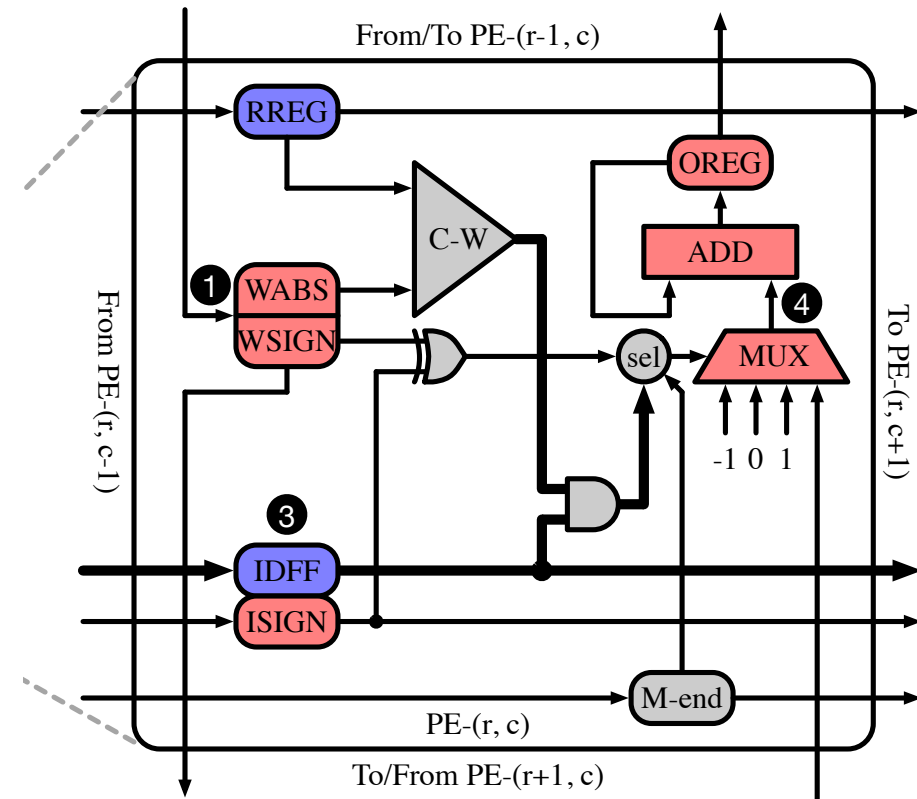 From/To PE-(r-1, c)
RREG
OREG
C-W
ADD
1
WABS
WSIGN
4
sel
MUX
-1 0 1
From PE-(r, c-1)
To PE-(r, c+1)
3
IDFF
ISIGN
M-end
PE-(r, c)
To/From PE-(r+1, c)